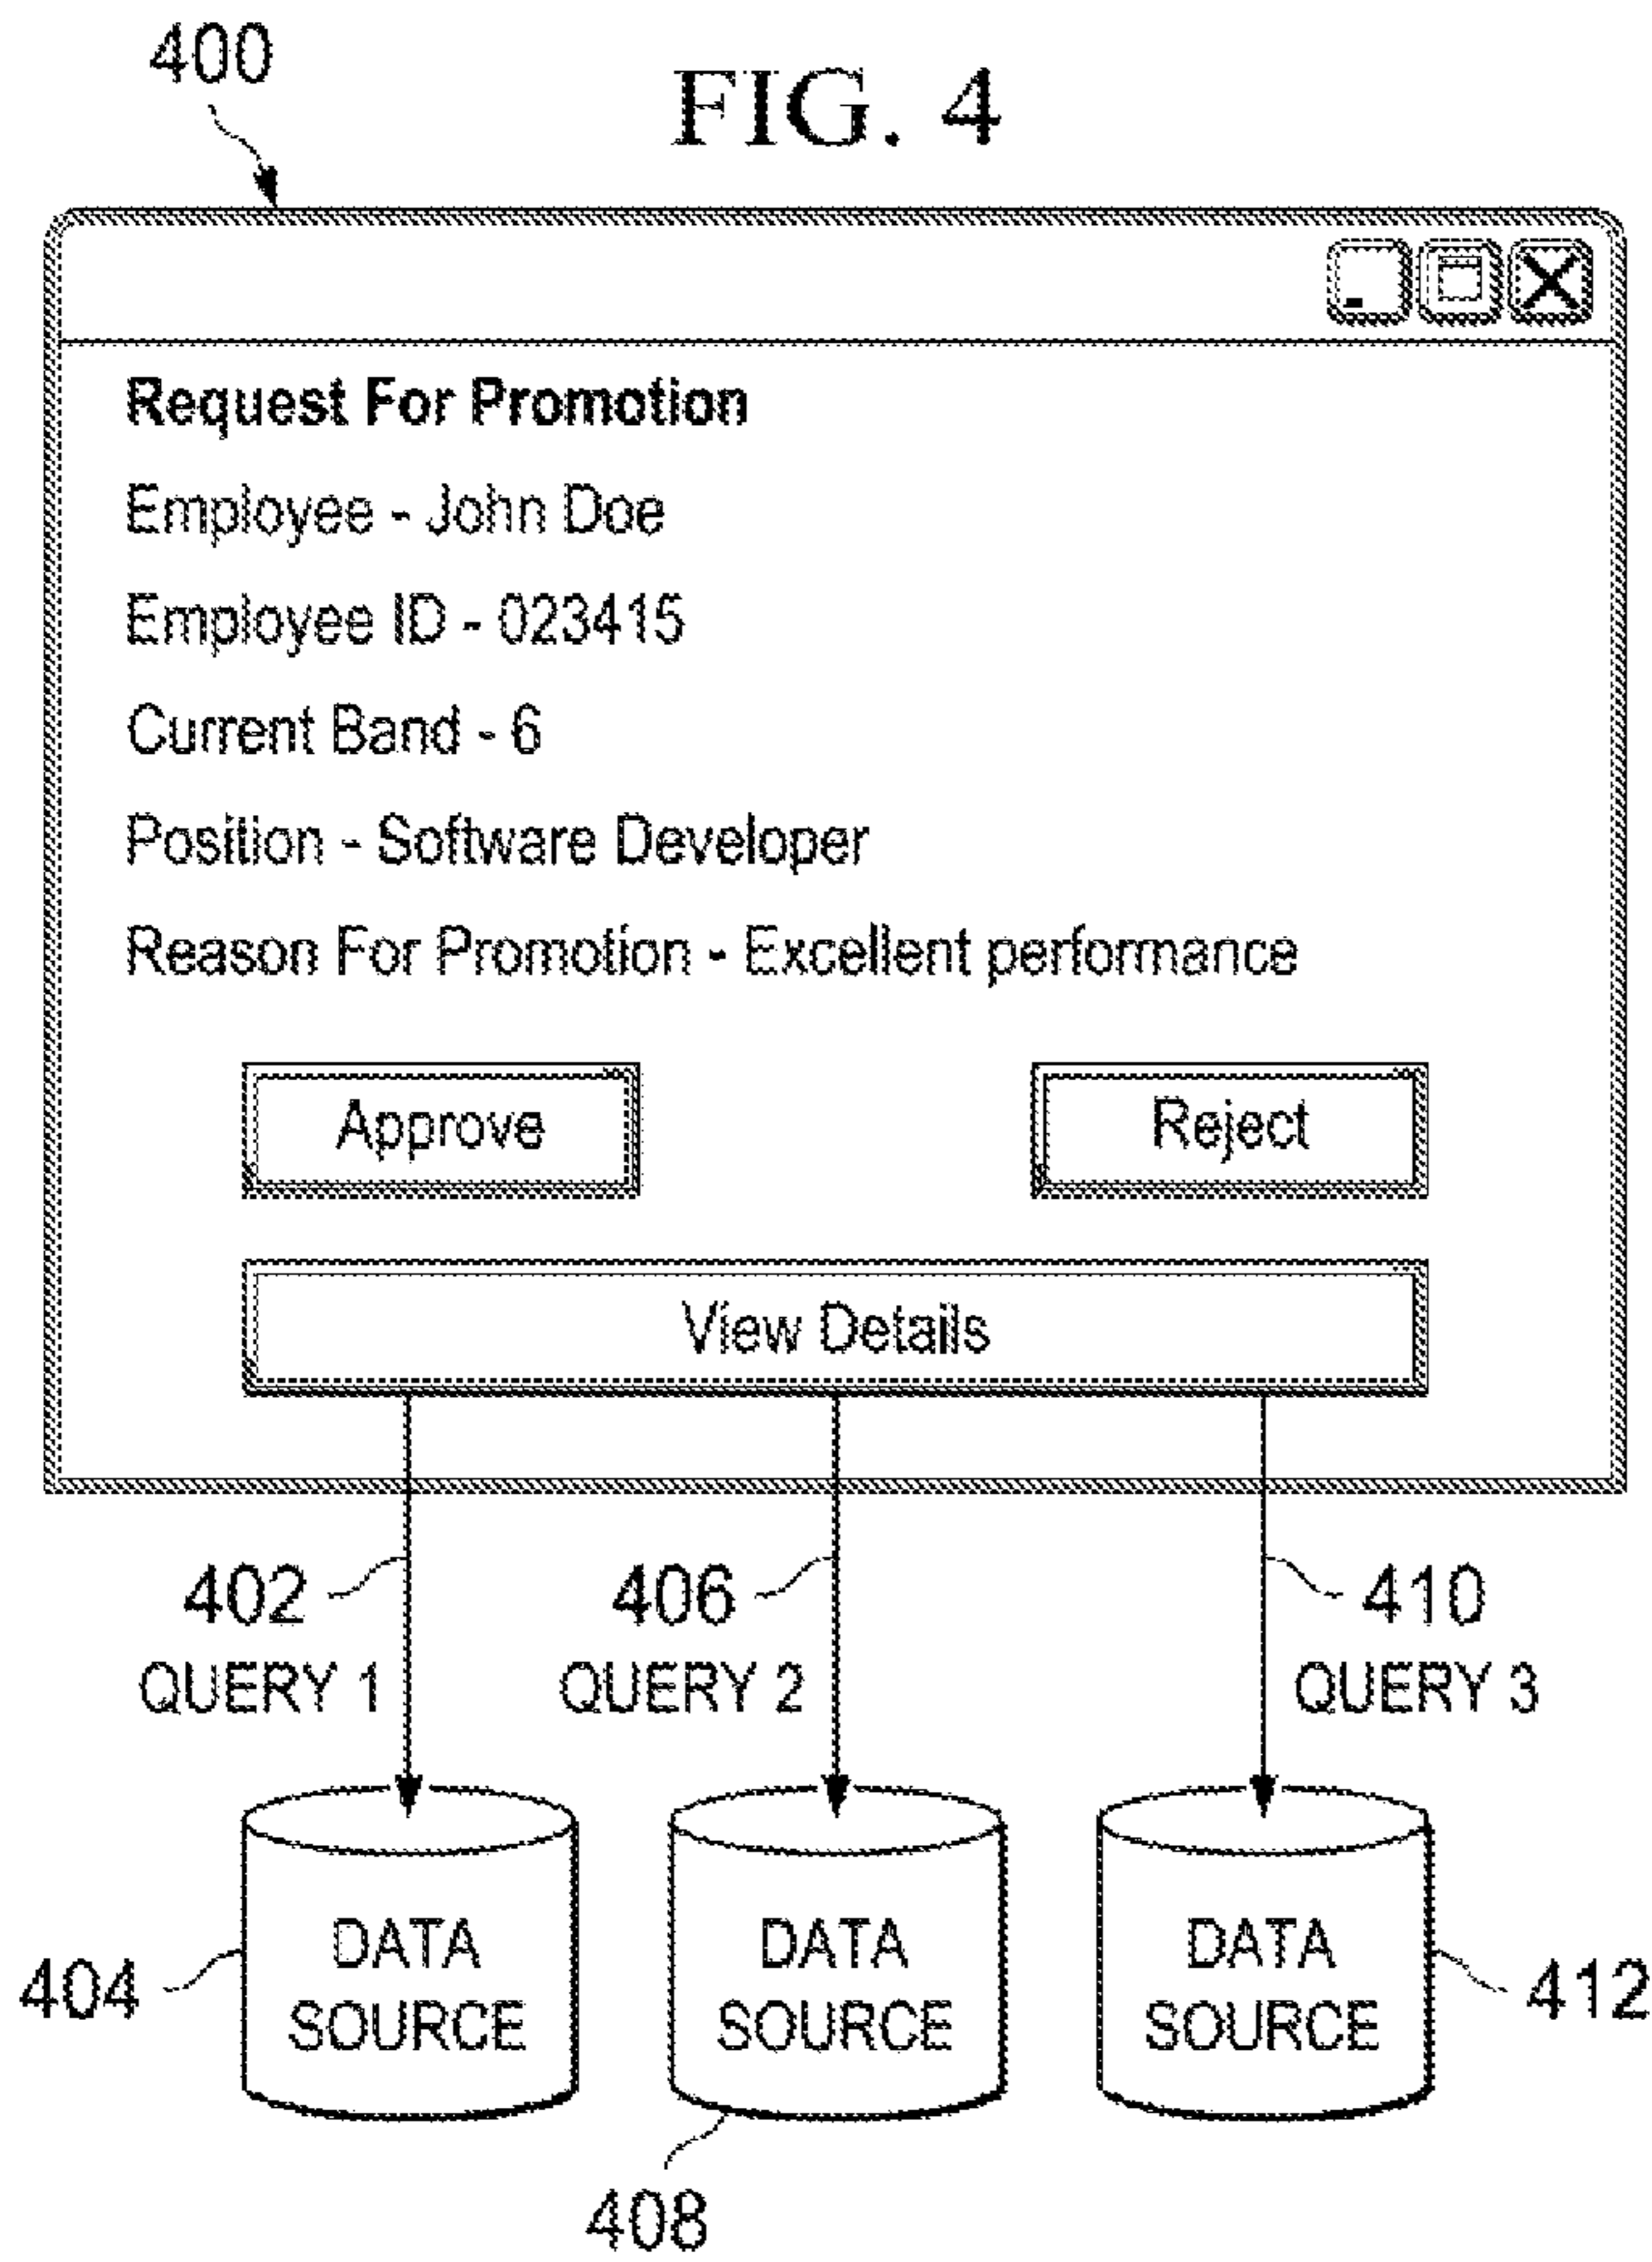 400
FIG. 4
Request For Promotion
Employee - John Doe
Employee ID - 023415
Current Band - 6
Position - Software Developer
Reason For Promotion - Excellent performance
Approve
Reject
View Details
402
406
410
QUERY 1
QUERY 2
QUERY 3
DATA
SOURCE
DATA
SOURCE
DATA
SOURCE
404
412
408